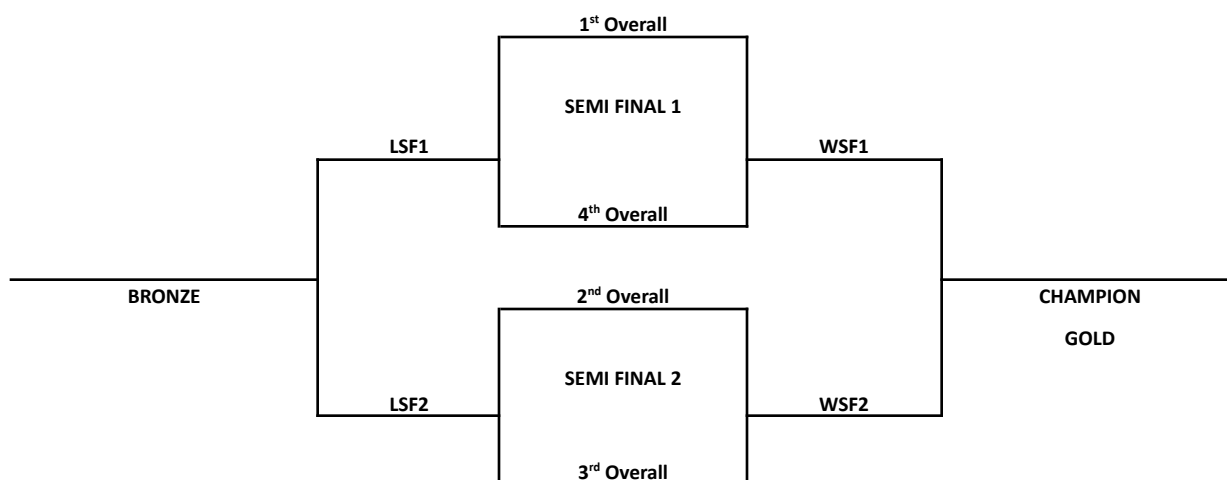 1st Overall
SEMI FINAL 1
LSF1
WSF1
4th Overall
BRONZE
2nd Overall
CHAMPION
GOLD
SEMI FINAL 2
LSF2
WSF2
3rd Overall